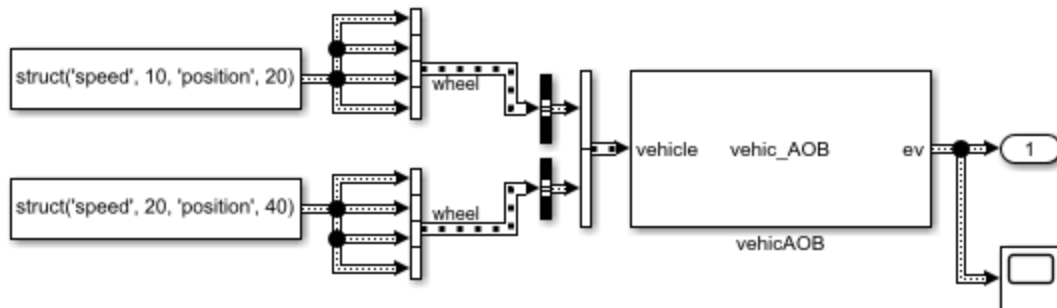 struct('speed', 10, 'position', 20)
wheel
struct('speed', 20, 'position', 40)
wheel
vehicle vehic_AOB ev
1
vehicAOB